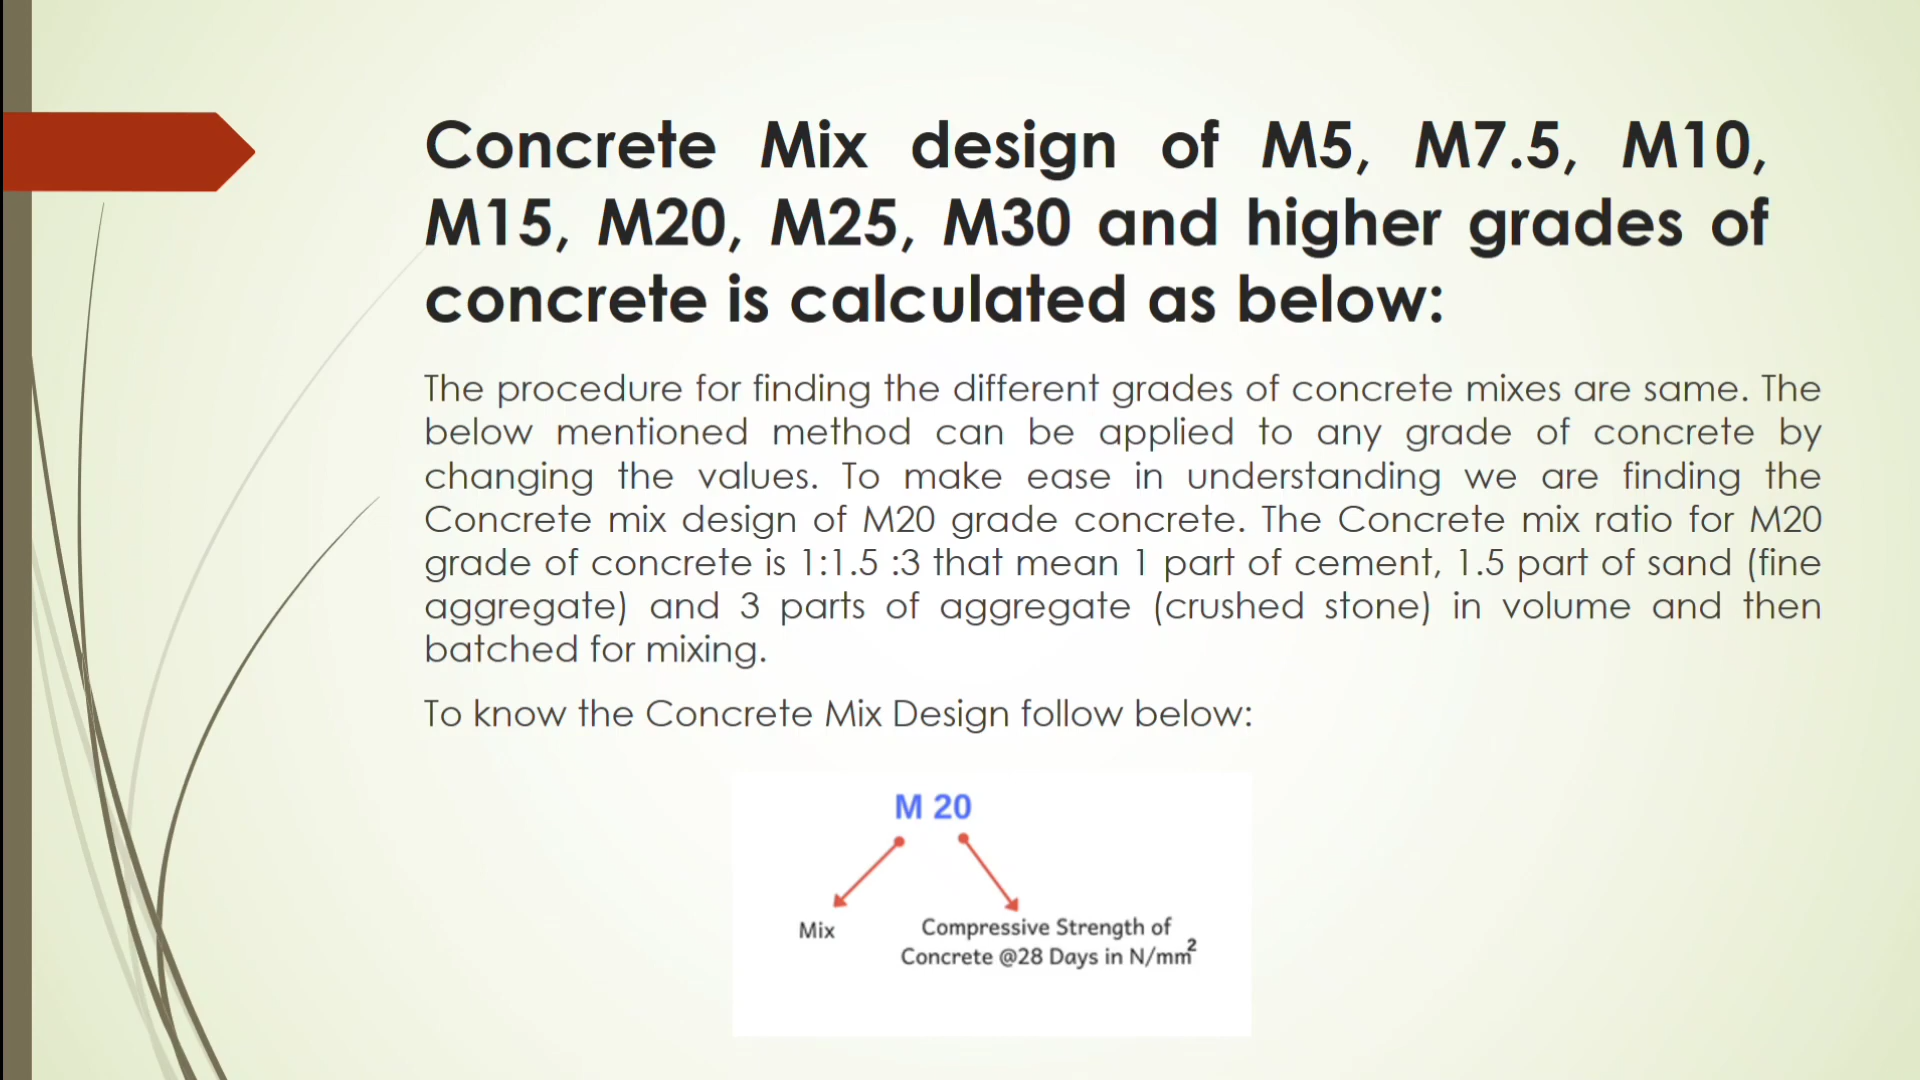 Concrete Mix design of M5, M7.5, M10,
M15, M20, M25, M30 and higher grades of
concrete is calculated as below:
The procedure for finding the different grades of concrete mixes are same. The
below mentioned method can be applied to any grade of concrete by
changing the values. To make ease in understanding we are finding the
Concrete mix design of M20 grade concrete. The Concrete mix ratio for M20
grade of concrete is 1:1.5 :3 that mean 1 part of cement, 1.5 part of sand (fine
aggregate) and 3 parts of aggregate (crushed stone) in volume and then
batched for mixing.
To know the Concrete Mix Design follow below:
M 20
Mix
Compressive Strength of
Concrete @28 Days in N/mm²